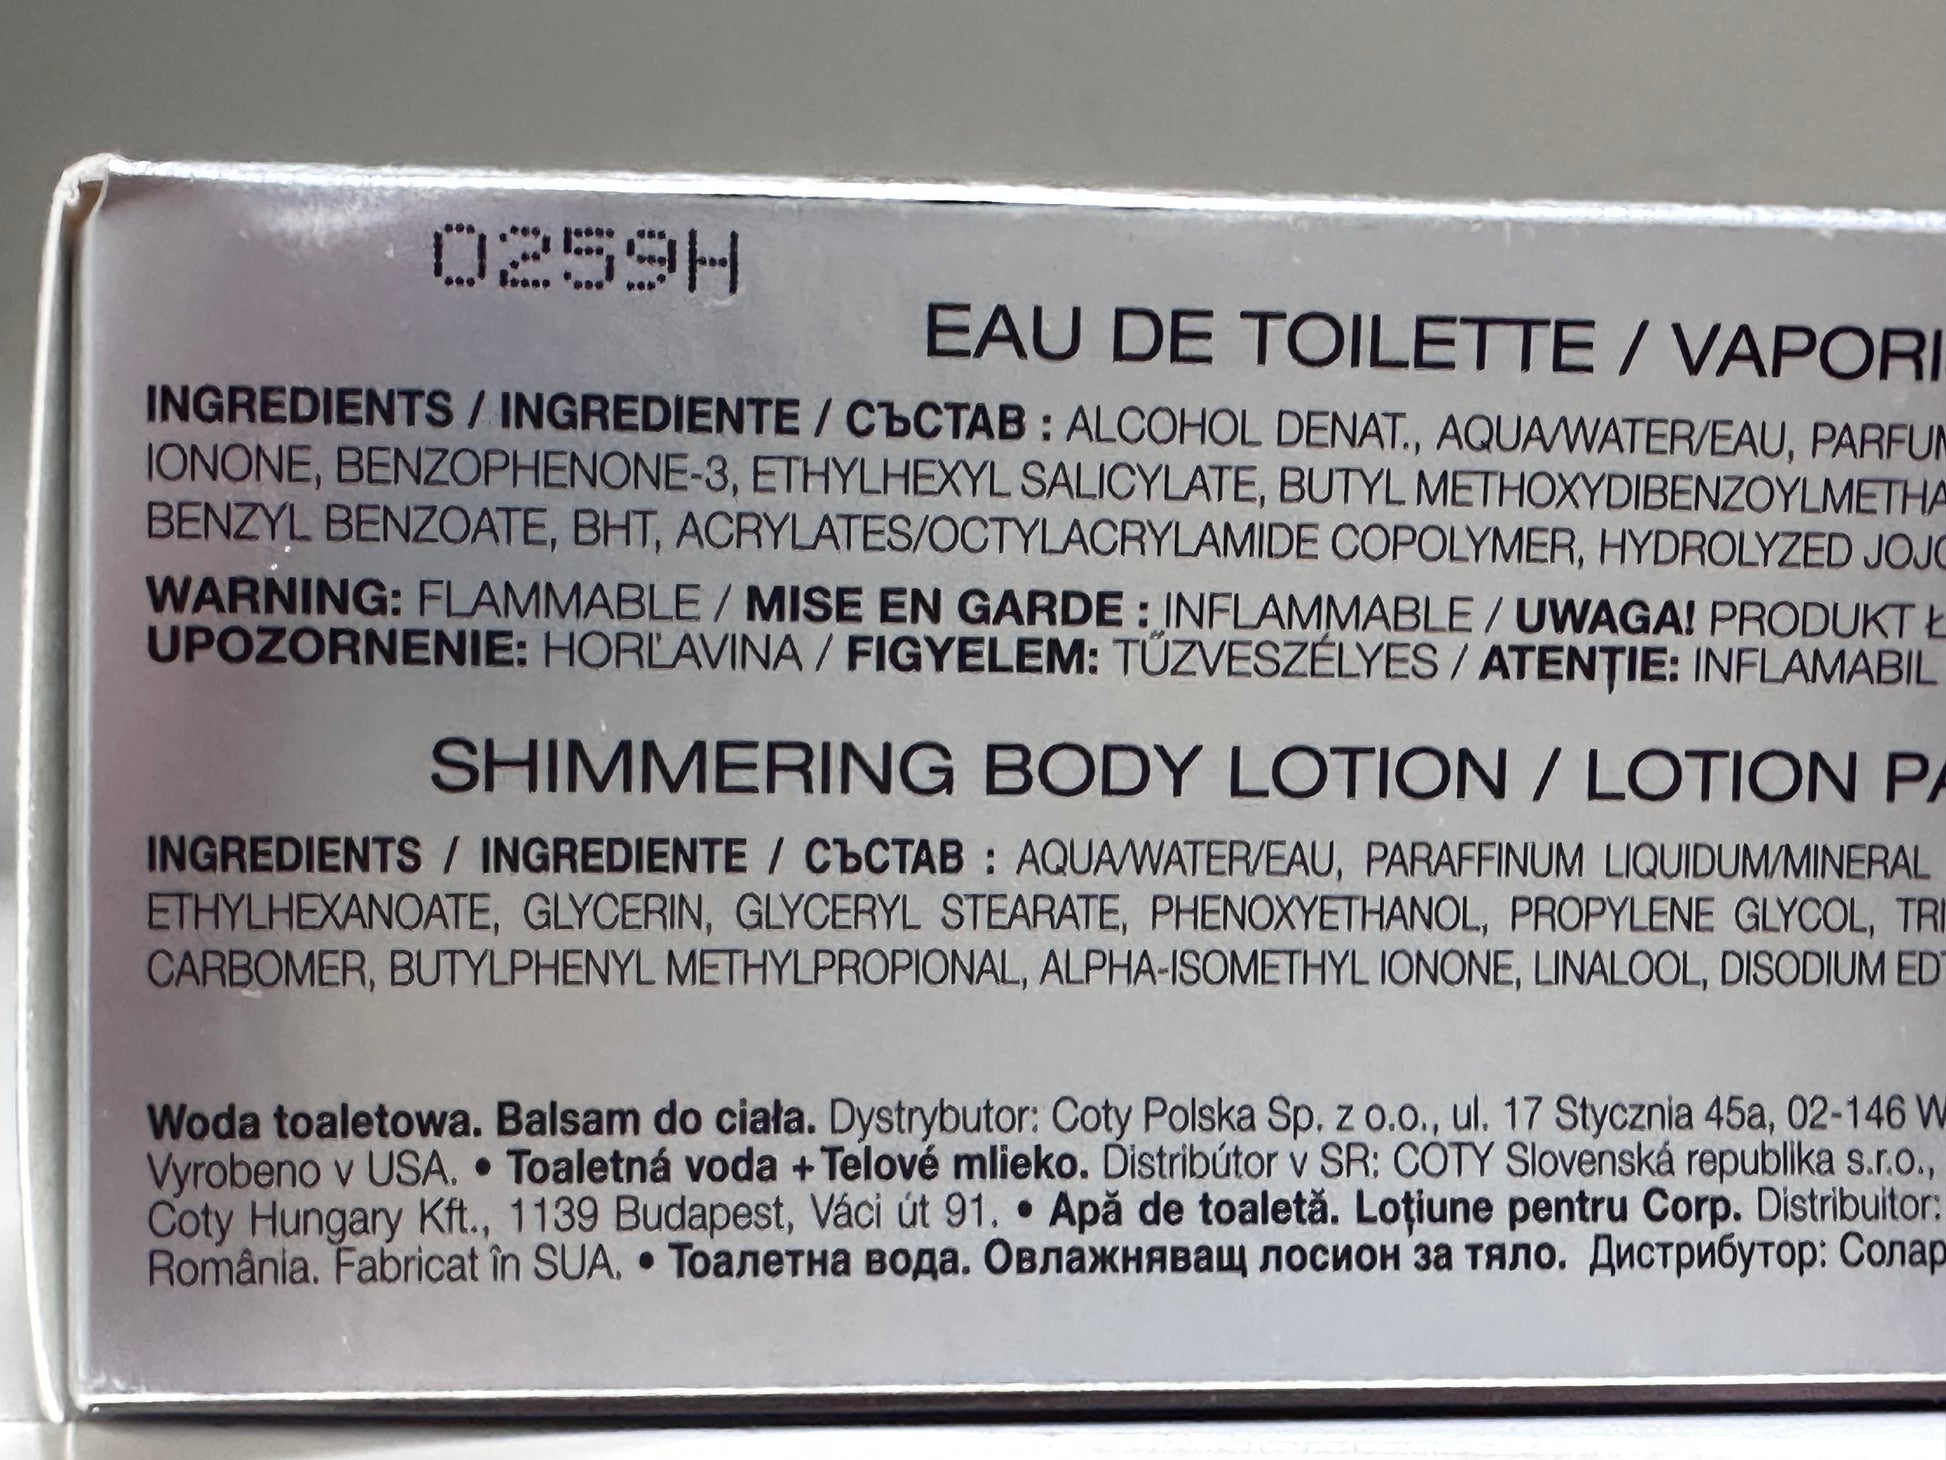 0259H
EAU DE TOILETTE / VAPORI
INGREDIENTS / INGREDIENTE / СЪСТАВ : ALCOHOL DENAT., AQUA/WATER/EAU, PARFUM
IONONE, BENZOPHENONE-3, ETHYLHEXYL SALICYLATE, BUTYL METHOXYDIBENZOYLMETHA
BENZYL BENZOATE, BHT, ACRYLATES/OCTYLACRYLAMIDE COPOLYMER, HYDROLYZED JOJO
WARNING: FLAMMABLE / MISE EN GARDE : INFLAMMABLE / UWAGA! PRODUKT Ł
UPOZORNENIE: HORĽAVINA / FIGYELEM: TŰZVESZÉLYES / ATENŢIE: INFLAMABIL
SHIMMERING BODY LOTION / LOTION PA
INGREDIENTS / INGREDIENTE / СЪСТАВ : AQUA/WATER/EAU, PARAFFINUM LIQUIDUM/MINERAL
ETHYLHEXANOATE, GLYCERIN, GLYCERYL STEARATE, PHENOXYETHANOL, PROPYLENE GLYCOL, TRI
CARBOMER, BUTYLPHENYL METHYLPROPIONAL, ALPHA-ISOMETHYL IONONE, LINALOOL, DISODIUM EDT
Woda toaletowa. Balsam do ciała. Dystrybutor: Coty Polska Sp. z o.o., ul. 17 Stycznia 45a, 02-146 W
Vyrobeno v USA. • Toaletná voda + Telové mlieko. Distribútor v SR: COTY Slovenská republika s.r.o.,
Coty Hungary Kft., 1139 Budapest, Váci út 91. • Apă de toaletă. Loţiune pentru Corp. Distribuitor:
România. Fabricat în SUA. • Тоалетна вода. Овлажняващ лосион за тяло. Дистрибутор: Солар